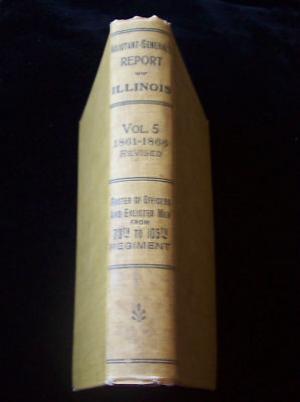 ADJUTANT-GENERAL'S
REPORT
OF
ILLINOIS
VOL. 5
1861-1866
REVISED
ROSTER OF OFFICERS
AND ENLISTED MEN
FROM
TO 105TH
REGIMENT